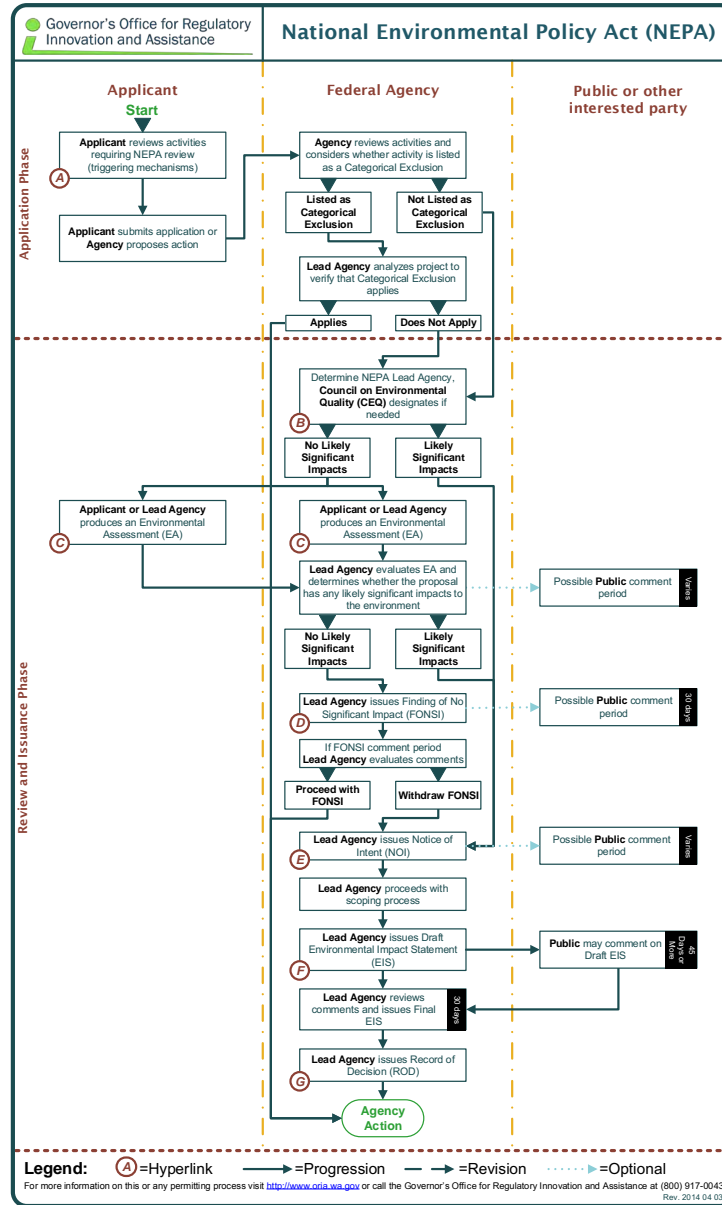 Governor's Office for Regulatory
Innovation and Assistance
National Environmental Policy Act (NEPA)
Applicant
Federal Agency
Public or other
interested party
Start
Application Phase
Applicant reviews activities
requiring NEPA review
(triggering mechanisms)
A
Agency reviews activities and
considers whether activity is listed
as a Categorical Exclusion
Applicant submits application or
Agency proposes action
Listed as
Categorical
Exclusion
Not Listed as
Categorical
Exclusion
Lead Agency analyzes project to
verify that Categorical Exclusion
applies
Applies
Does Not Apply
Review and Issuance Phase
Determine NEPA Lead Agency,
Council on Environmental
Quality (CEQ) designates if
needed
B
No Likely
Significant
Impacts
Likely
Significant
Impacts
Applicant or Lead Agency
produces an Environmental
Assessment (EA)
C
Applicant or Lead Agency
produces an Environmental
Assessment (EA)
C
Lead Agency evaluates EA and
determines whether the proposal
has any likely significant impacts to
the environment
Possible Public comment
period
Varies
No Likely
Significant
Impacts
Likely
Significant
Impacts
Lead Agency issues Finding of No
Significant Impact (FONSI)
D
Possible Public comment
period
30 days
If FONSI comment period
Lead Agency evaluates comments
Proceed with
FONSI
Withdraw FONSI
Lead Agency issues Notice of
Intent (NOI)
E
Possible Public comment
period
Varies
Lead Agency proceeds with
scoping process
Lead Agency issues Draft
Environmental Impact Statement
(EIS)
F
Public may comment on
Draft EIS
45
Days or
More
Lead Agency reviews
comments and issues Final
EIS
30 days
Lead Agency issues Record of
Decision (ROD)
G
Agency
Action
Legend: A =Hyperlink =Progression =Revision =Optional
For more information on this or any permitting process visit http://www.oria.wa.gov or call the Governor's Office for Regulatory Innovation and Assistance at (800) 917-0043
Rev. 2014 04 03